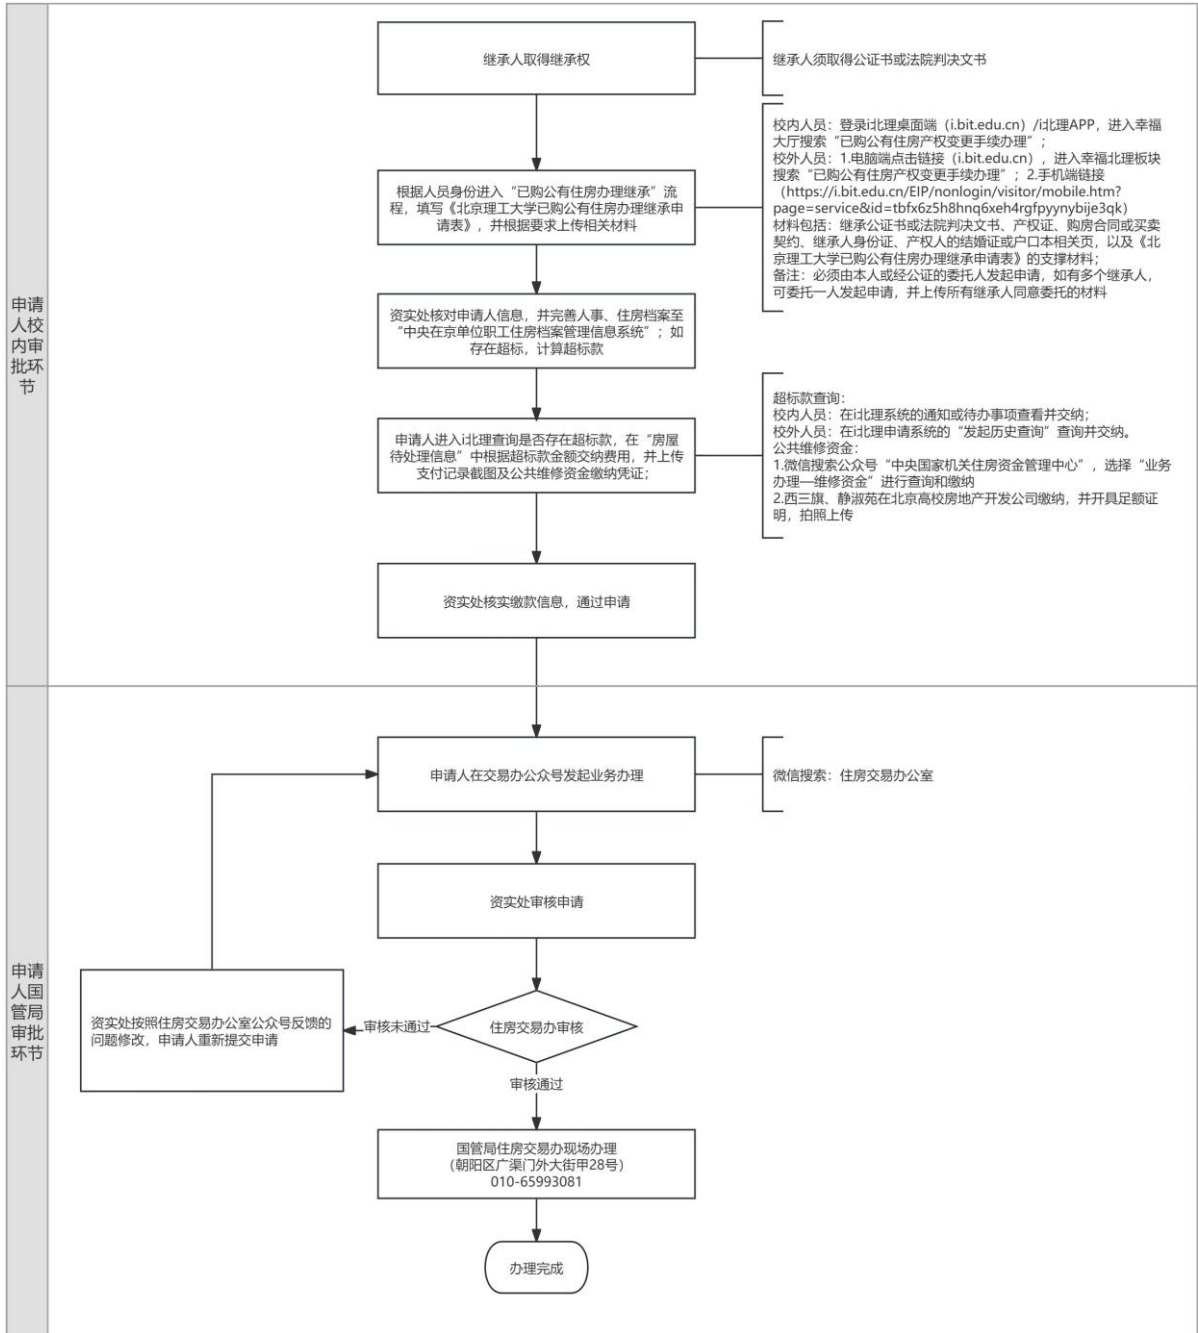 申请
人校
内审
批环
节
继承人取得继承权
继承人须取得公证书或法院判决文书
根据人员身份进入“已购公有住房办理继承”流
程，填写《北京理工大学已购公有住房办理继承申
请表》，并根据要求上传相关材料
校内人员：登录i北理桌面端（i.bit.edu.cn）/i北理APP，进入幸福
大厅搜索“已购公有住房产权变更手续办理”；
校外人员：1.电脑端点击链接（i.bit.edu.cn），进入幸福北理板块
搜索“已购公有住房产权变更手续办理”；2.手机端链接
（https://i.bit.edu.cn/EIP/nonlogin/visitor/mobile.htm?
page=service&id=tbfx6z5h8hnq6xeh4rgfpyynybije3qk)
材料包括：继承公证书或法院判决文书、产权证、购房合同或买卖
契约、继承人身份证、产权人的结婚证或户口本相关页，以及《北
京理工大学已购公有住房办理继承申请表》的支撑材料；
备注：必须由本人或经公证的委托人发起申请，如有多个继承人，
可委托一人发起申请，并上传所有继承人同意委托的材料
资实处核对申请人信息，并完善人事、住房档案至
“中央在京单位职工住房档案管理信息系统”；如
存在超标，计算超标款
申请人进入i北理查询是否存在超标款，在“房屋
待处理信息”中根据超标款金额交纳费用，并上传
支付记录截图及公共维修资金缴纳凭证；
超标款查询：
校内人员：在i北理系统的通知或待办事项查看并交纳；
校外人员：在i北理申请系统的“发起历史查询”查询并交纳。
公共维修资金：
1.微信搜索公众号“中央国家机关住房资金管理中心”，选择“业务
办理—维修资金”进行查询和缴纳
2.西三旗、静淑苑在北京高校房地产开发公司缴纳，并开具足额证
明，拍照上传
资实处核实缴款信息，通过申请
申请
人国
管局
审批
环节
申请人在交易办公众号发起业务办理
微信搜索：住房交易办公室
资实处审核申请
住房交易办审核
审核未通过
资实处按照住房交易办公室公众号反馈的
问题修改，申请人重新提交申请
审核通过
国管局住房交易办现场办理
（朝阳区广渠门外大街甲28号）
010-65993081
办理完成